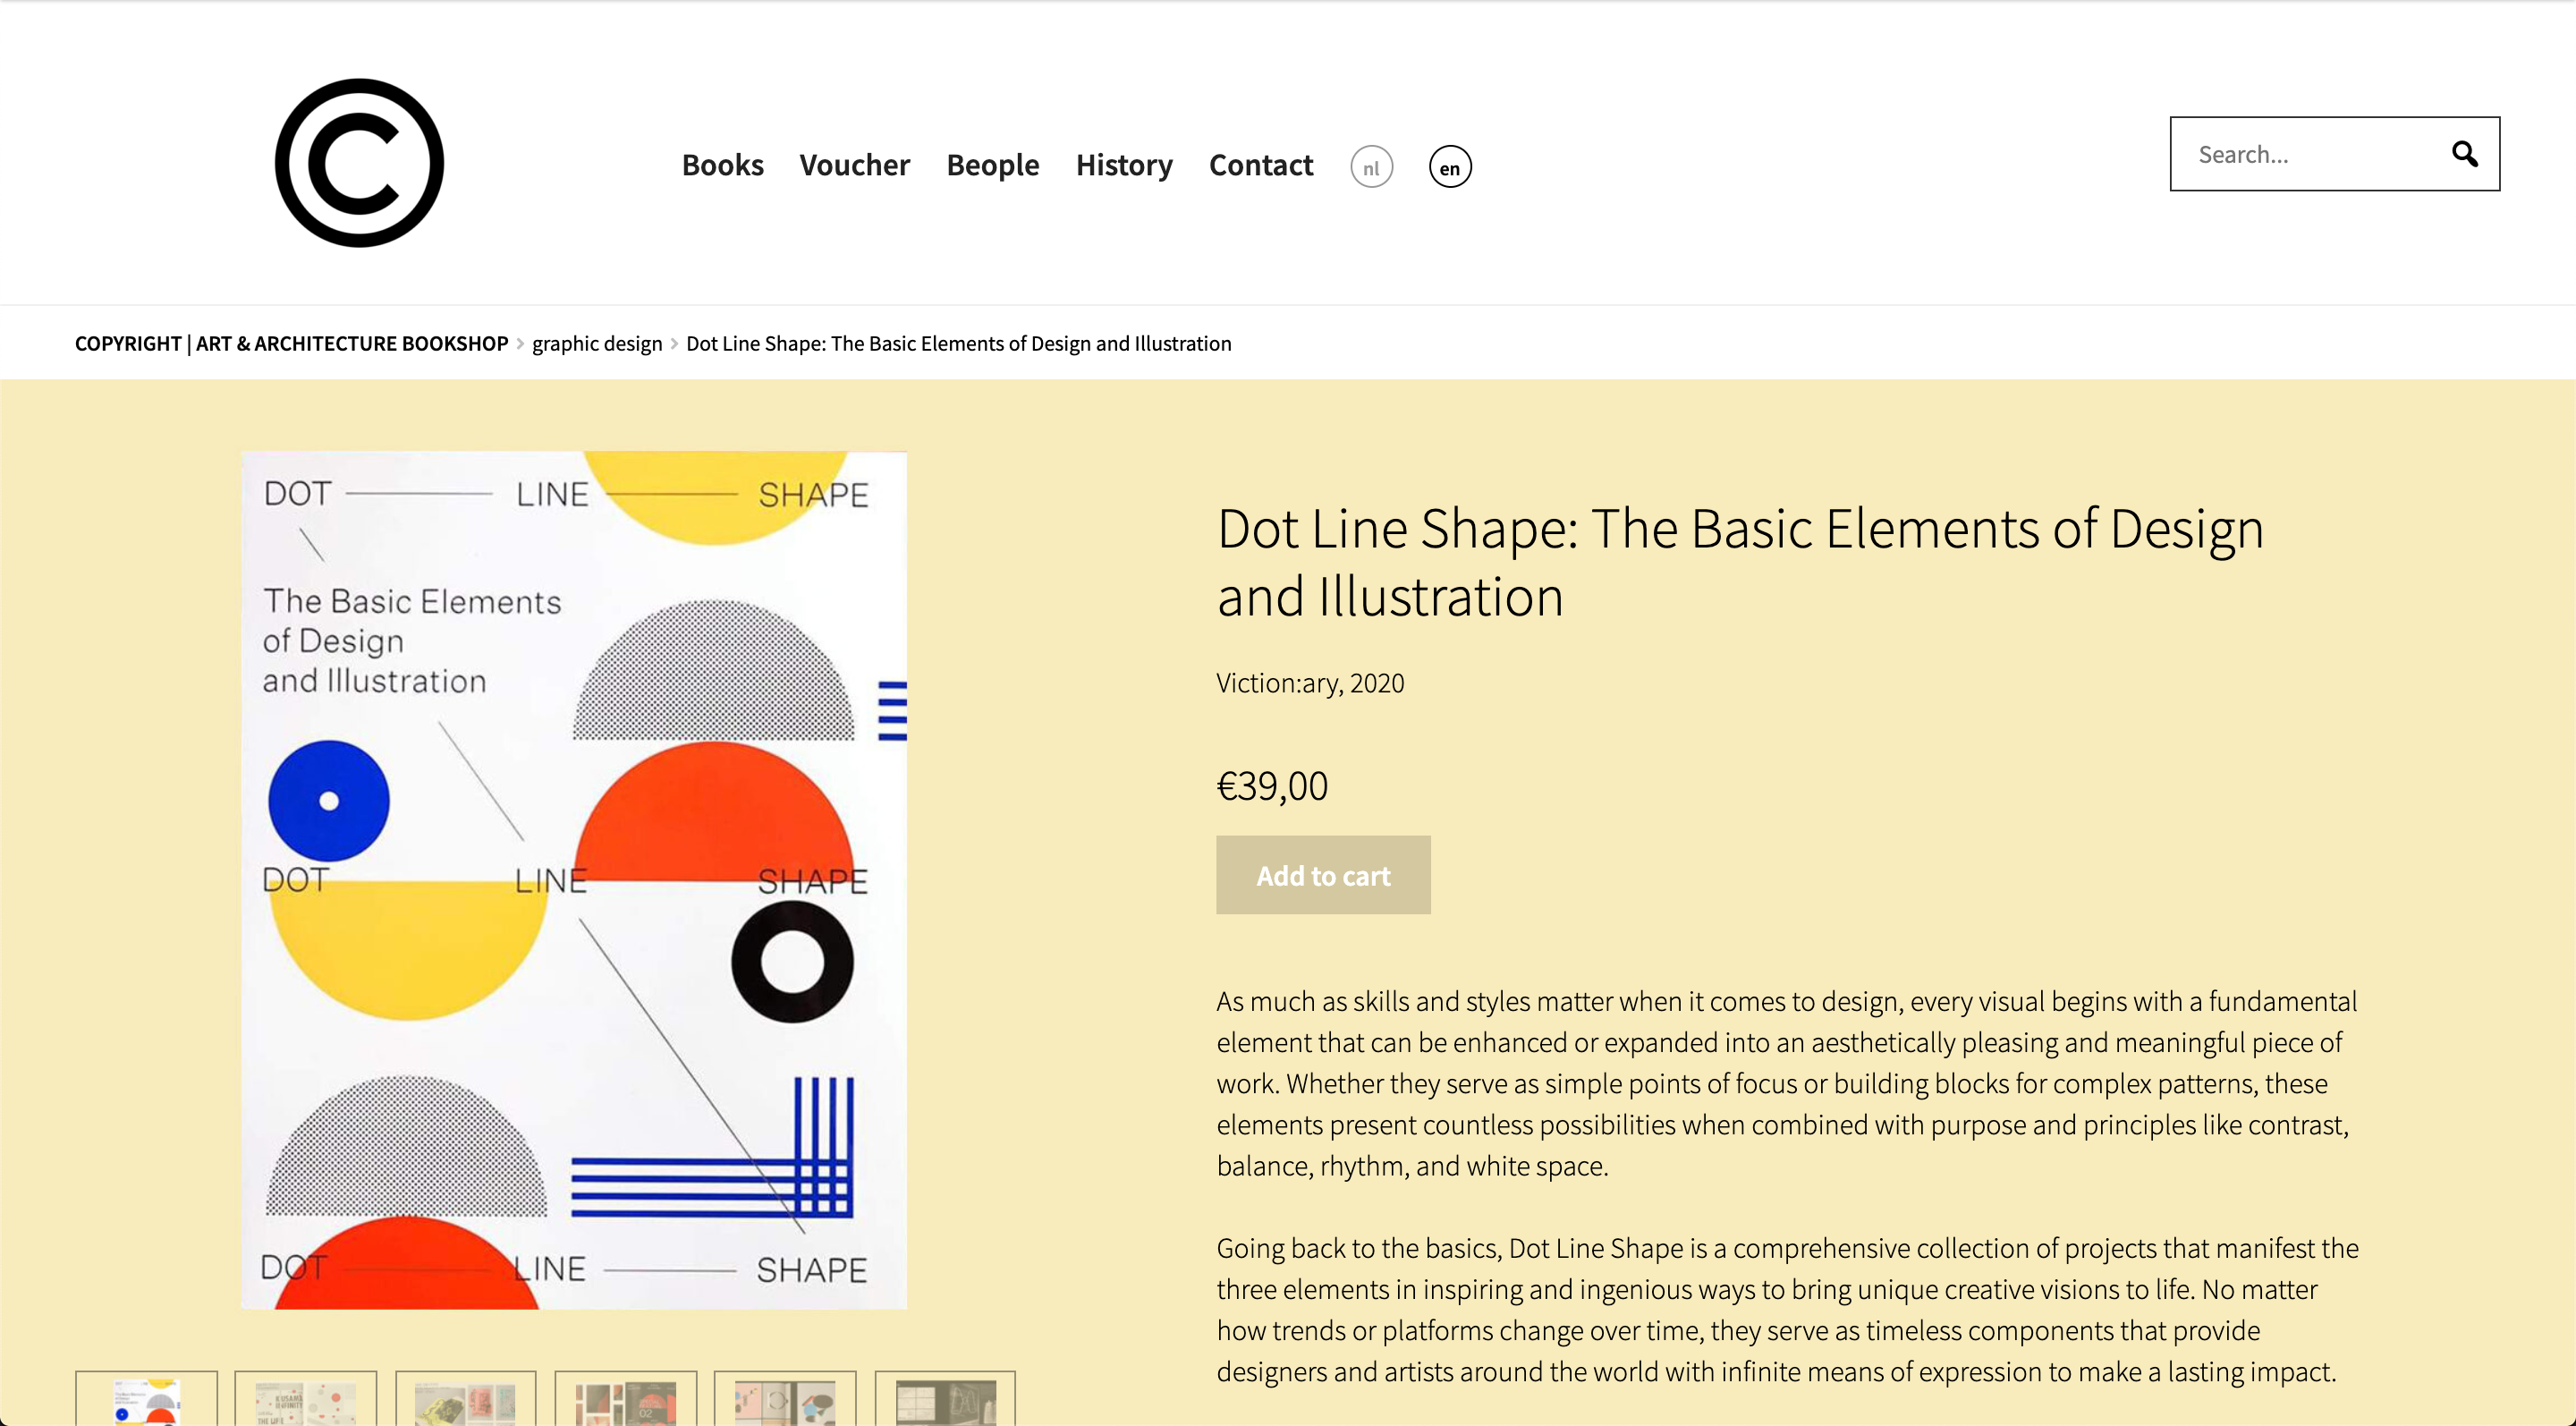 ©
Books Voucher Beople History Contact nl en
Search...
COPYRIGHT | ART & ARCHITECTURE BOOKSHOP › graphic design › Dot Line Shape: The Basic Elements of Design and Illustration
DOT LINE SHAPE
The Basic Elements
of Design
and Illustration
DOT LINE SHAPE
DOT LINE SHAPE
Dot Line Shape: The Basic Elements of Design
and Illustration
Viction:ary, 2020
€39,00
Add to cart
As much as skills and styles matter when it comes to design, every visual begins with a fundamental
element that can be enhanced or expanded into an aesthetically pleasing and meaningful piece of
work. Whether they serve as simple points of focus or building blocks for complex patterns, these
elements present countless possibilities when combined with purpose and principles like contrast,
balance, rhythm, and white space.
Going back to the basics, Dot Line Shape is a comprehensive collection of projects that manifest the
three elements in inspiring and ingenious ways to bring unique creative visions to life. No matter
how trends or platforms change over time, they serve as timeless components that provide
designers and artists around the world with infinite means of expression to make a lasting impact.
02